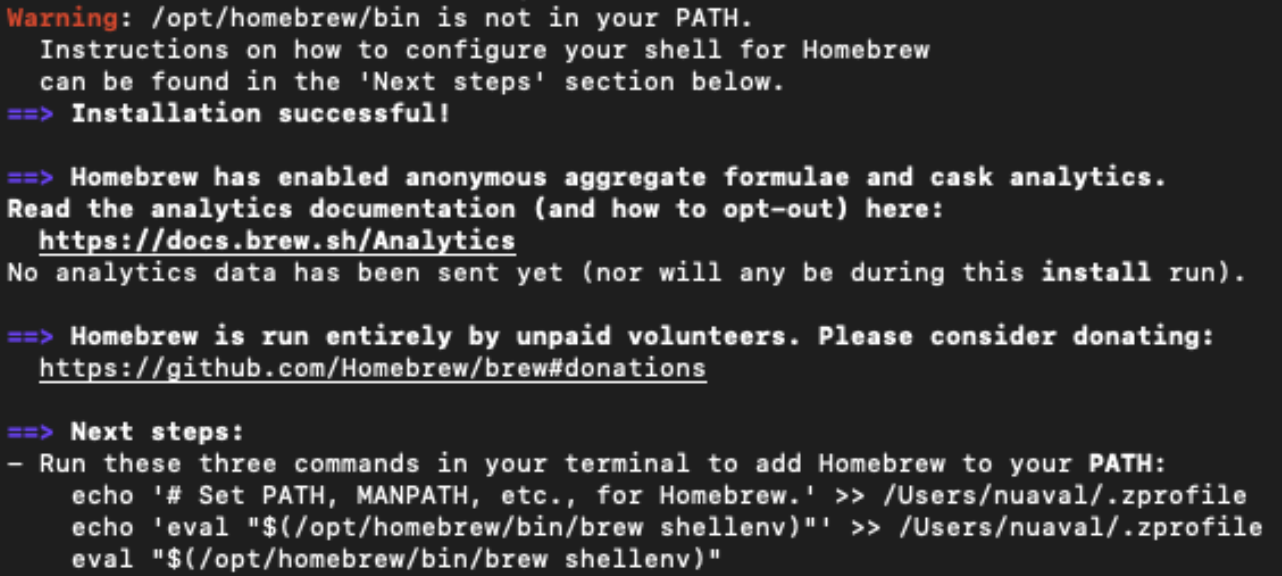 Warning: /opt/homebrew/bin is not in your PATH.
  Instructions on how to configure your shell for Homebrew
  can be found in the 'Next steps' section below.
==> Installation successful!

==> Homebrew has enabled anonymous aggregate formulae and cask analytics.
Read the analytics documentation (and how to opt-out) here:
  https://docs.brew.sh/Analytics
No analytics data has been sent yet (nor will any be during this install run).

==> Homebrew is run entirely by unpaid volunteers. Please consider donating:
  https://github.com/Homebrew/brew#donations

==> Next steps:
- Run these three commands in your terminal to add Homebrew to your PATH:
    echo '# Set PATH, MANPATH, etc., for Homebrew.' >> /Users/nuaval/.zprofile
    echo 'eval "$(/opt/homebrew/bin/brew shellenv)"' >> /Users/nuaval/.zprofile
    eval "$(/opt/homebrew/bin/brew shellenv)"